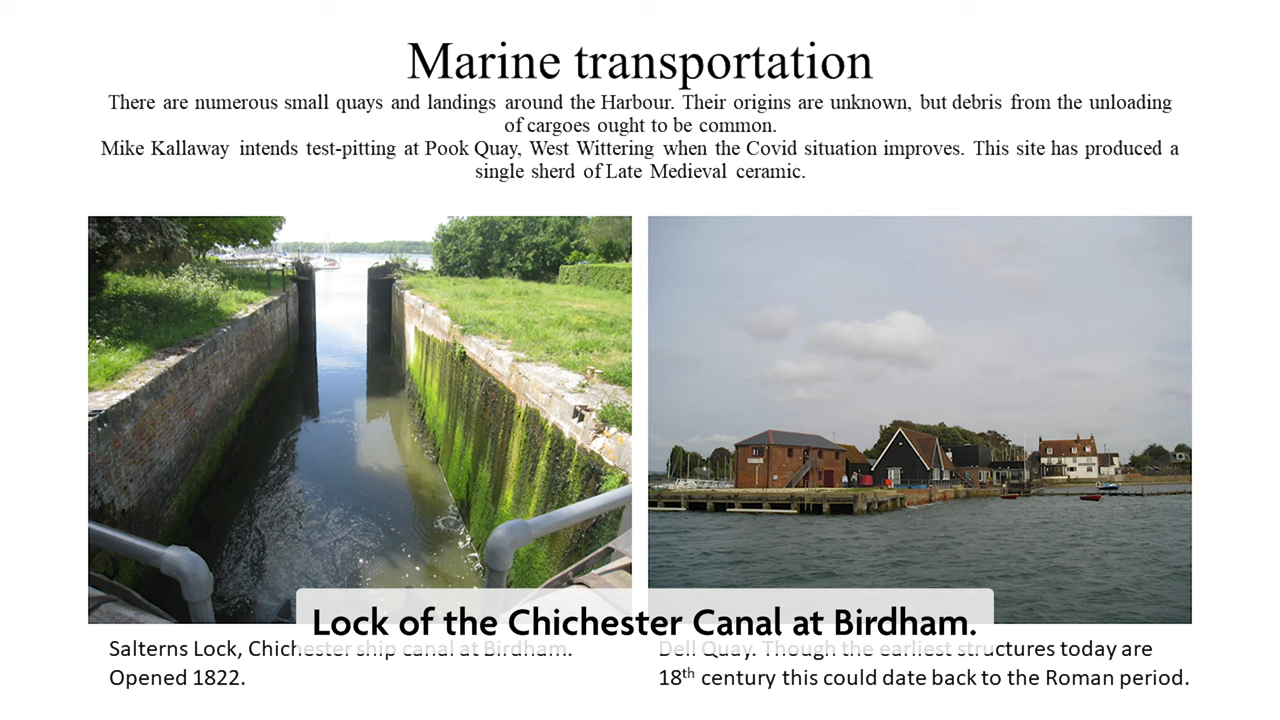 Marine transportation
There are numerous small quays and landings around the Harbour. Their origins are unknown, but debris from the unloading
of cargoes ought to be common.
Mike Kallaway intends test-pitting at Pook Quay, West Wittering when the Covid situation improves. This site has produced a
single sherd of Late Medieval ceramic.
Lock of the Chichester Canal at Birdham.
Salterns Lock, Chichester ship canal at Birdham.
Opened 1822.
Dell Quay. Though the earliest structures today are
18th century this could date back to the Roman period.